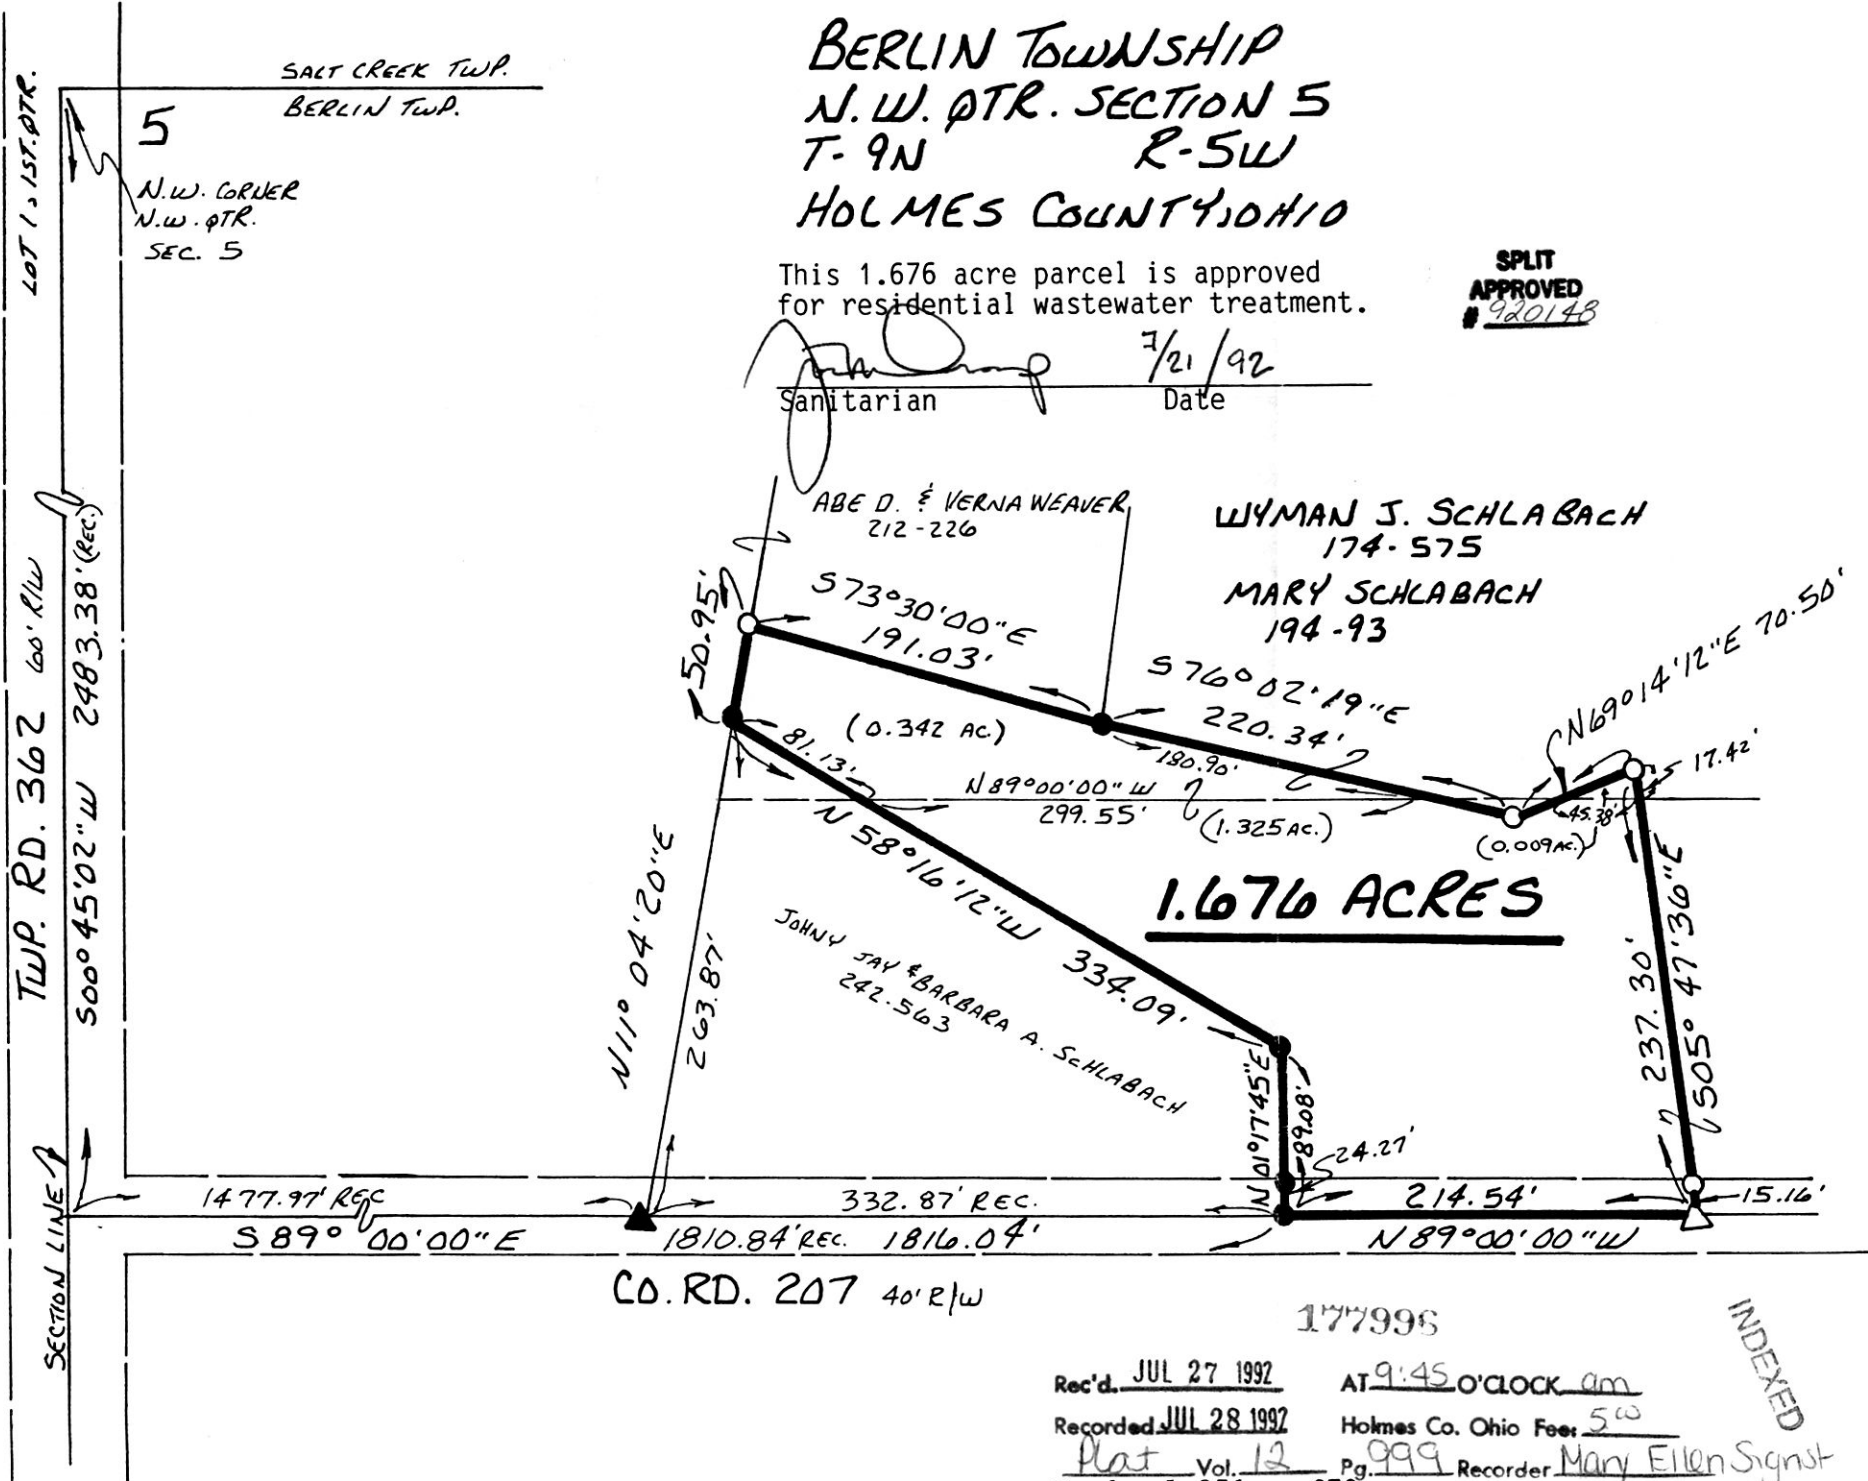 BERLIN TOWNSHIP
N.W. QTR. SECTION 5
T-9N R-5W
HOLMES COUNTY, OHIO
This 1.676 acre parcel is approved
for residential wastewater treatment.
7/21/92
Sanitarian Date
SPLIT
APPROVED
# 920148
SALT CREEK TWP.
BERLIN TWP.
5
N.W. CORNER
N.W. QTR.
SEC. 5
LOT 1, 1ST. QTR.
TWP. RD. 362 60' R/W
S00°45'02"W 2483.38' (REC.)
SECTION LINE
ABE D. & VERNA WEAVER
212-226
WYMAN J. SCHLABACH
174-575
MARY SCHLABACH
194-93
50.95'
S73°30'00"E
191.03'
S76°02'19"E
220.34'
N69°14'12"E 70.50'
17.42'
(0.342 AC.)
81.13'
180.90'
N89°00'00"W
299.55'
(1.325 AC.)
45.38'
(0.009 AC.)
N58°16'12"W 334.09'
1.676 ACRES
N11°04'20"E
263.87'
JOHNY JAY & BARBARA A. SCHLABACH
242-563
237.30'
S05°47'36"E
N01°17'45"E
89.08'
24.27'
1477.97' REC
332.87' REC.
214.54'
15.16'
S89°00'00"E
1810.84' REC. 1816.04'
N89°00'00"W
CO. RD. 207 40' R/W
177996
INDEXED
Rec'd. JUL 27 1992 AT 9:45 O'CLOCK am
Recorded JUL 28 1992 Holmes Co. Ohio Fee: 5 00
Plat Vol. 12 Pg. 999 Recorder Mary Ellen Signst